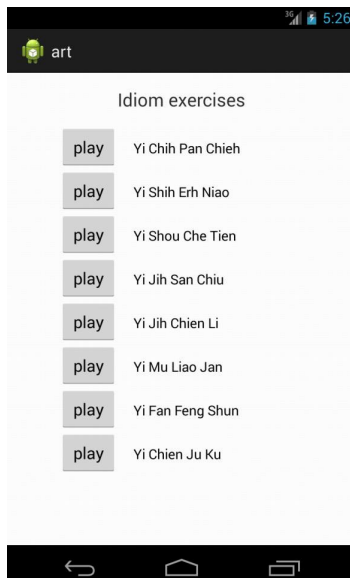 3G 5:26
art
Idiom exercises
play Yi Chih Pan Chieh
play Yi Shih Erh Niao
play Yi Shou Che Tien
play Yi Jih San Chiu
play Yi Jih Chien Li
play Yi Mu Liao Jan
play Yi Fan Feng Shun
play Yi Chien Ju Ku